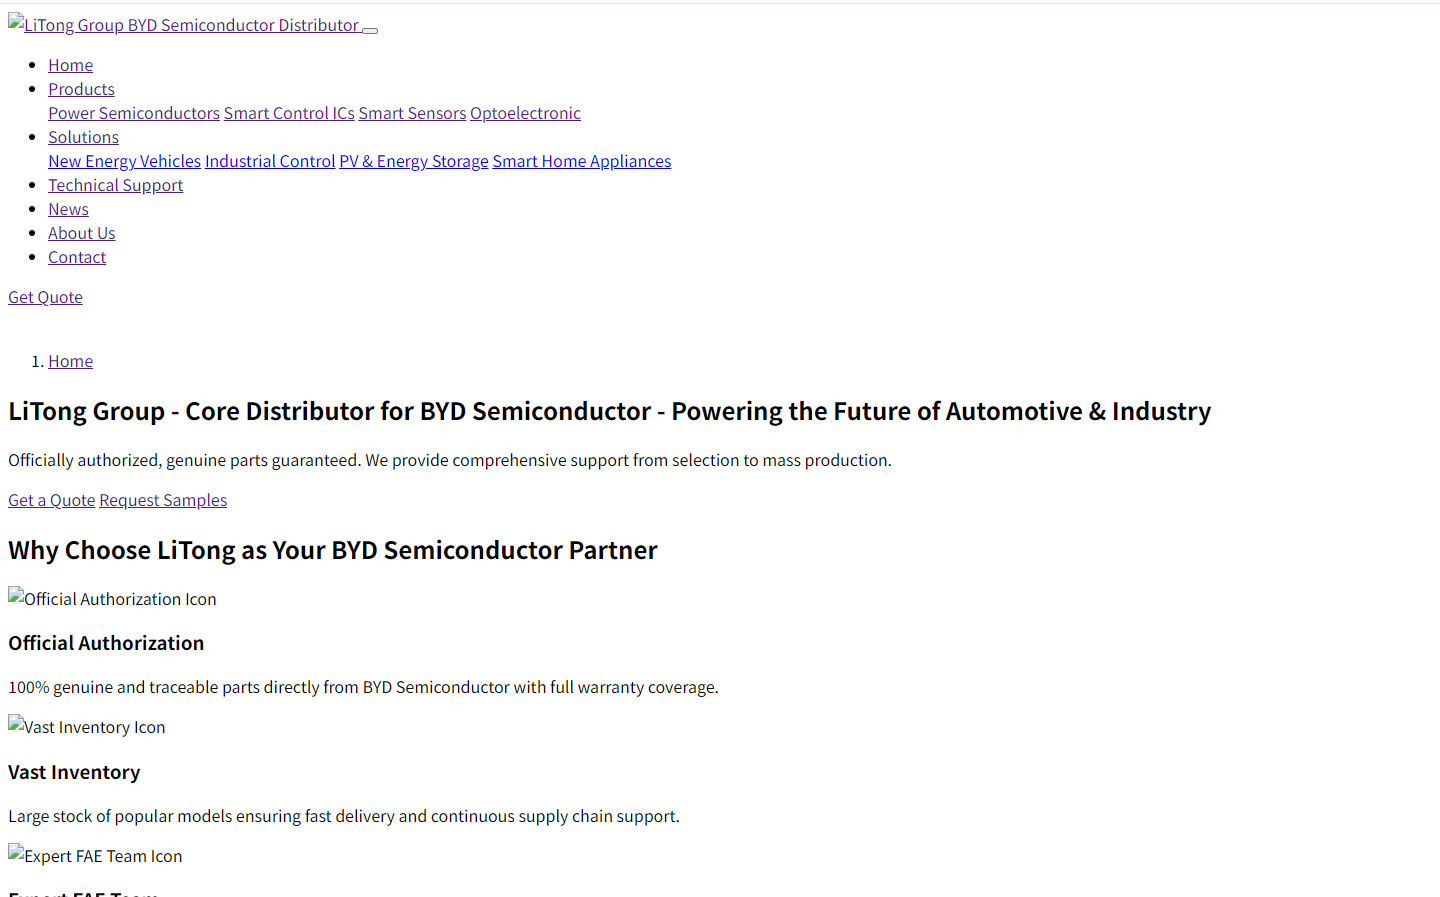 LiTong Group BYD Semiconductor Distributor
Home
Products
Power Semiconductors Smart Control ICs Smart Sensors Optoelectronic
Solutions
New Energy Vehicles Industrial Control PV & Energy Storage Smart Home Appliances
Technical Support
News
About Us
Contact
Get Quote
1. Home
LiTong Group - Core Distributor for BYD Semiconductor - Powering the Future of Automotive & Industry
Officially authorized, genuine parts guaranteed. We provide comprehensive support from selection to mass production.
Get a Quote Request Samples
Why Choose LiTong as Your BYD Semiconductor Partner
Official Authorization Icon
Official Authorization
100% genuine and traceable parts directly from BYD Semiconductor with full warranty coverage.
Vast Inventory Icon
Vast Inventory
Large stock of popular models ensuring fast delivery and continuous supply chain support.
Expert FAE Team Icon
Expert FAE Team